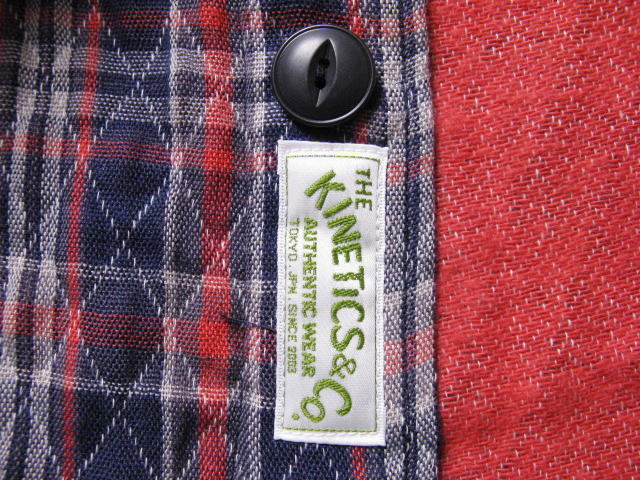 THE
KINETICS&CO.
AUTHENTIC WEAR
TOKYO.JPN.SINCE 2003